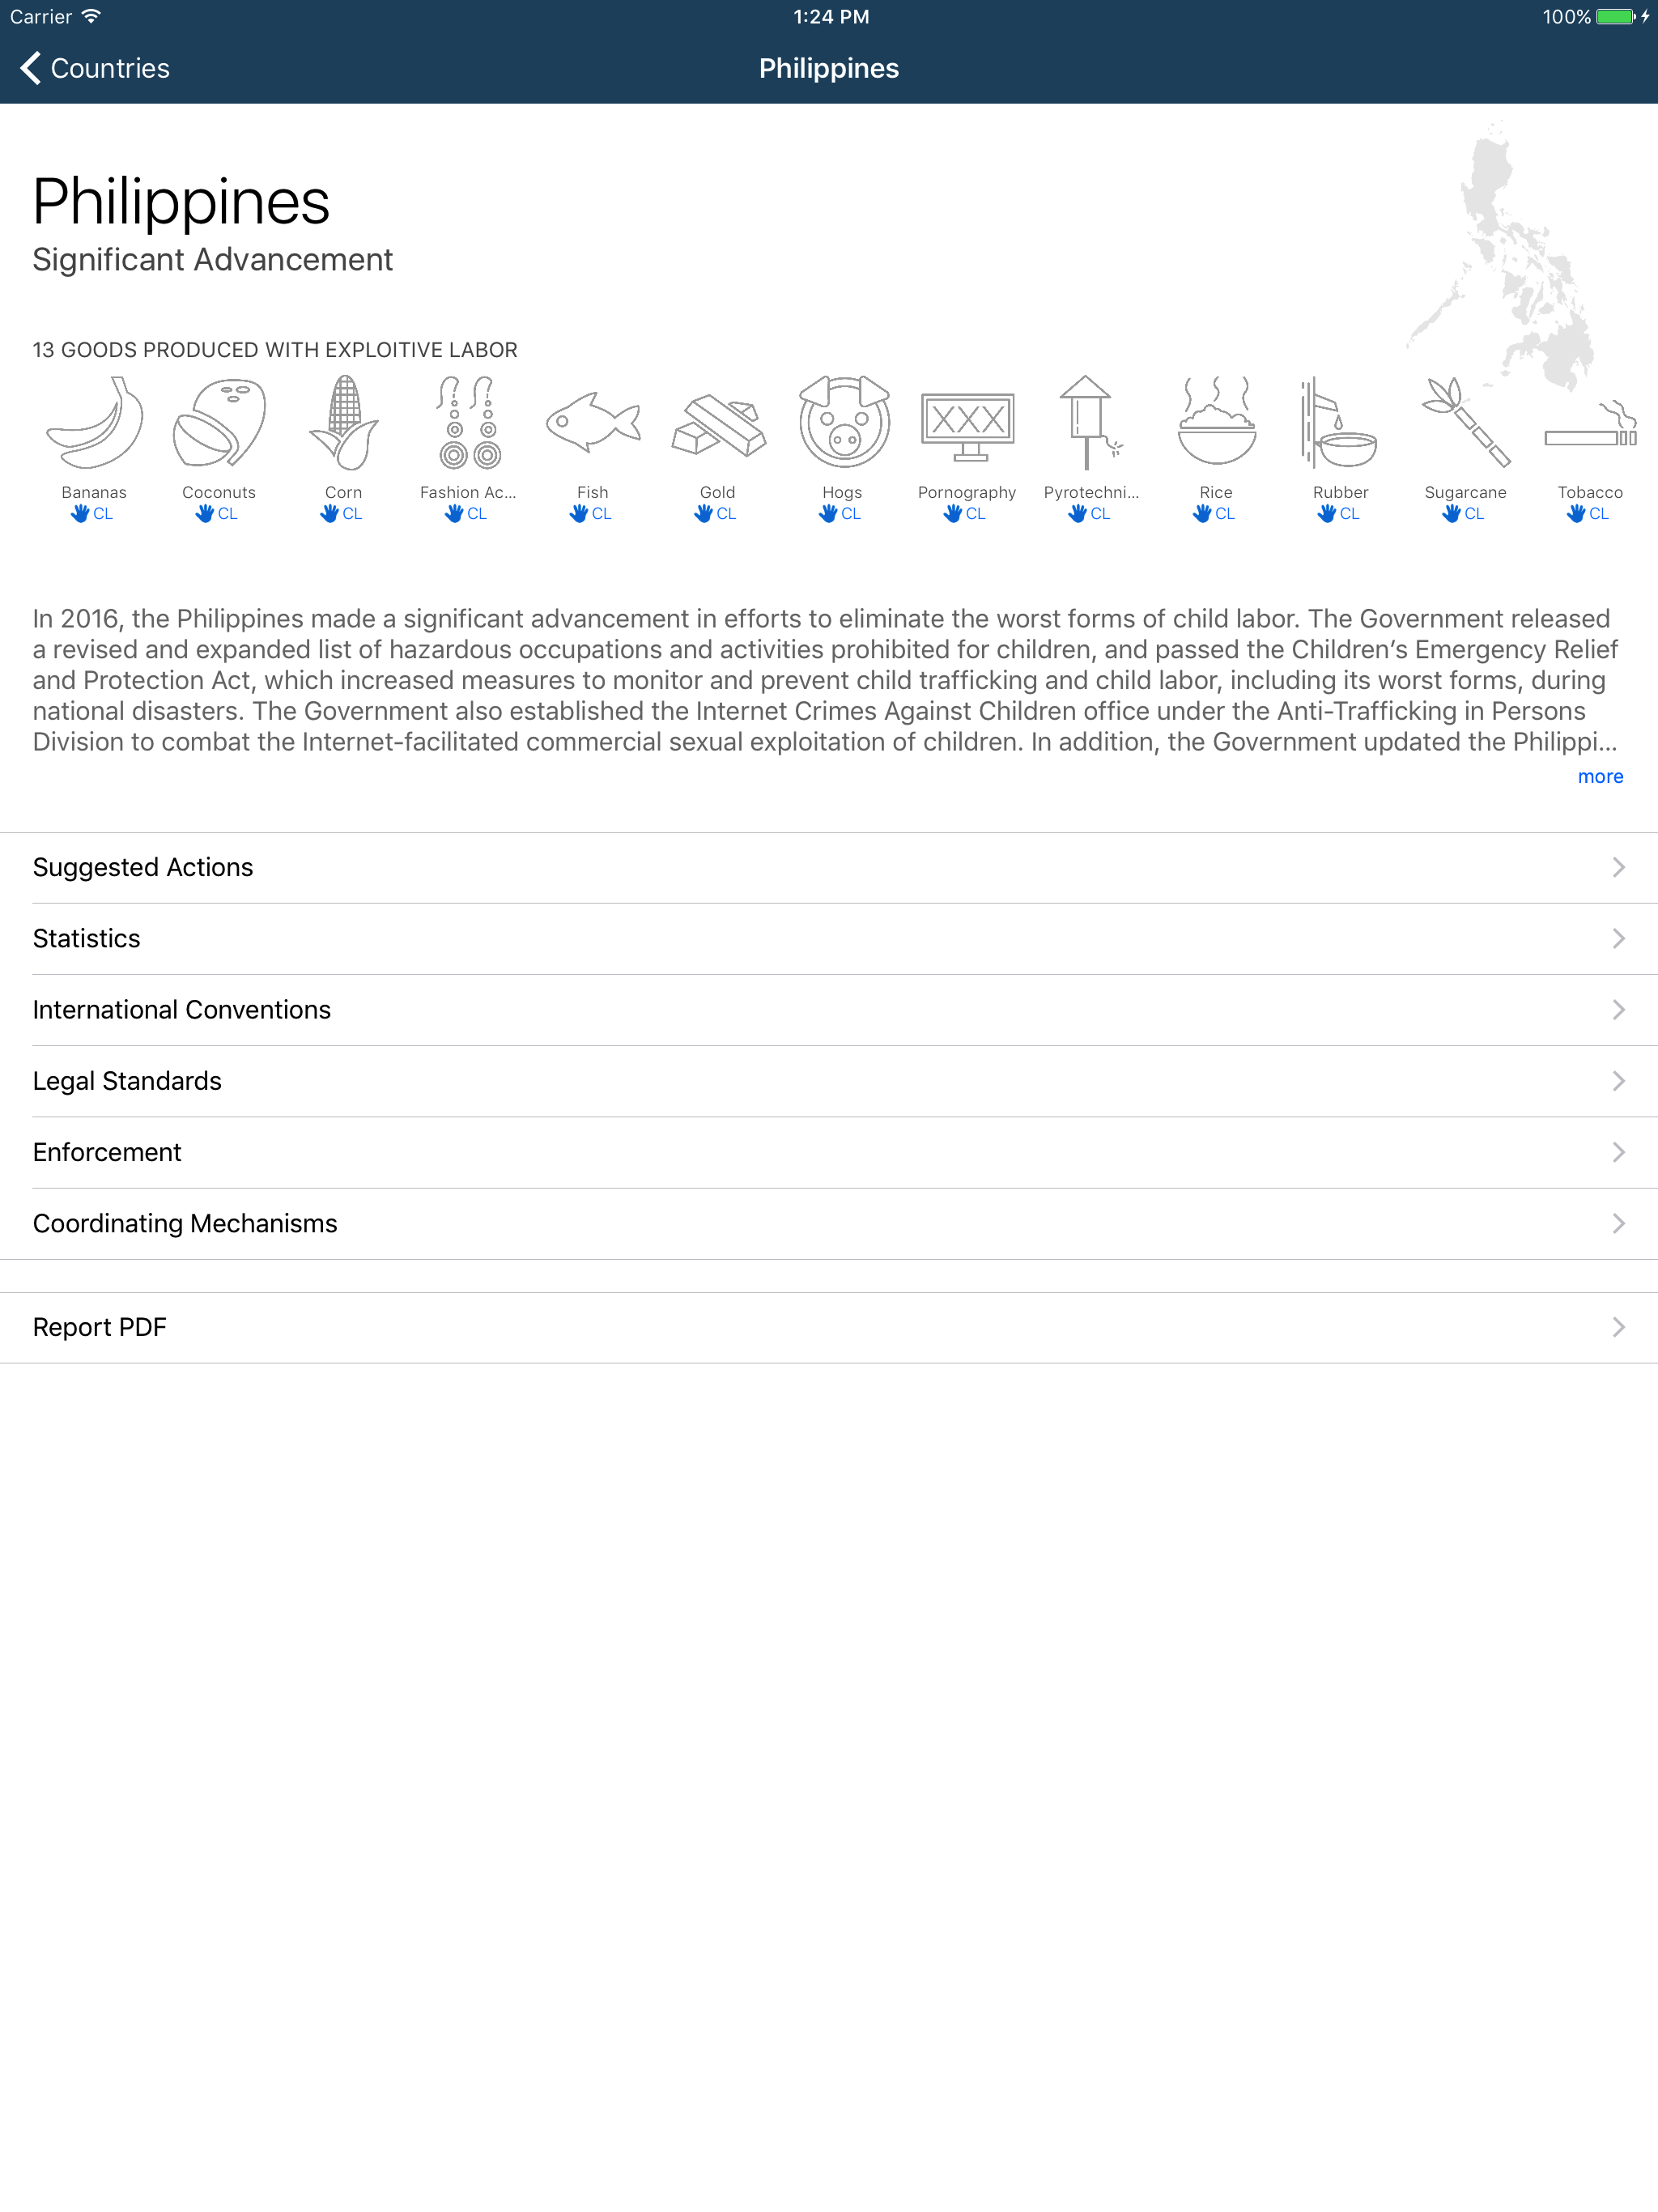 Carrier
1:24 PM
100%
Countries
Philippines
Philippines
Significant Advancement
13 GOODS PRODUCED WITH EXPLOITIVE LABOR
XXX
Bananas Coconuts Corn Fashion Ac... Fish Gold Hogs Pornography Pyrotechni... Rice Rubber Sugarcane Tobacco
CL CL CL CL CL CL CL CL CL CL CL CL CL
In 2016, the Philippines made a significant advancement in efforts to eliminate the worst forms of child labor. The Government released
a revised and expanded list of hazardous occupations and activities prohibited for children, and passed the Children’s Emergency Relief
and Protection Act, which increased measures to monitor and prevent child trafficking and child labor, including its worst forms, during
national disasters. The Government also established the Internet Crimes Against Children office under the Anti-Trafficking in Persons
Division to combat the Internet-facilitated commercial sexual exploitation of children. In addition, the Government updated the Philippi...
more
Suggested Actions
Statistics
International Conventions
Legal Standards
Enforcement
Coordinating Mechanisms
Report PDF